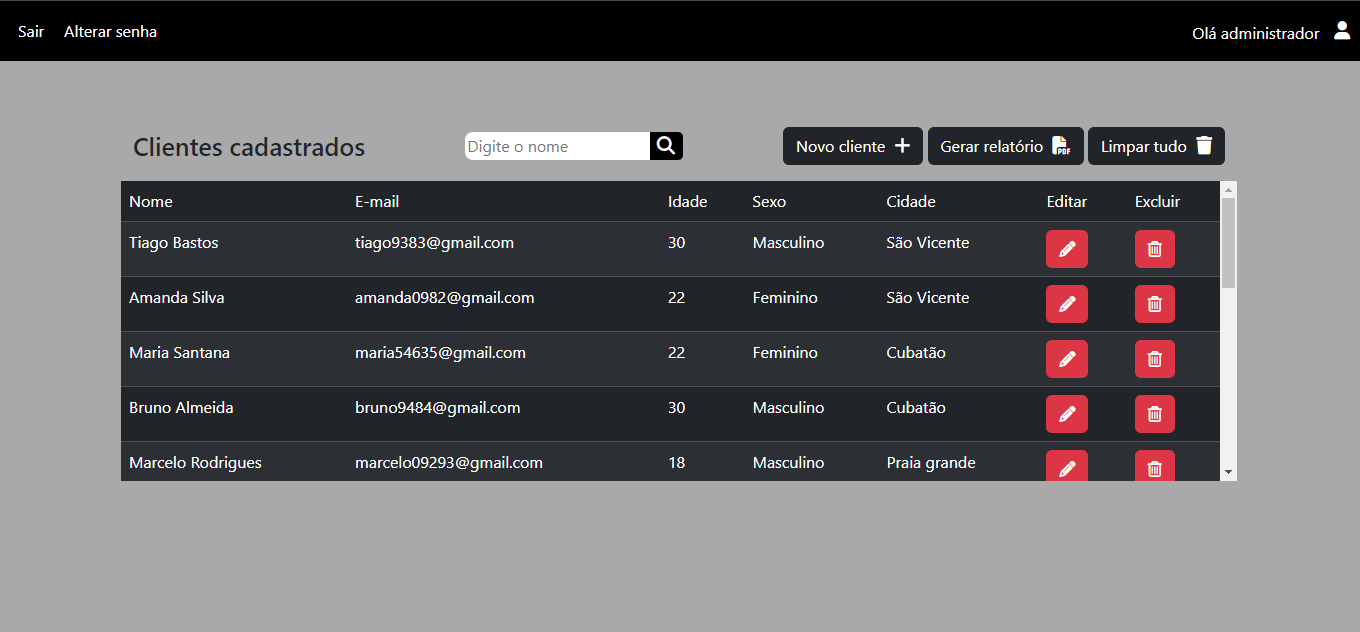 Sair Alterar senha Olá administrador
Clientes cadastrados Digite o nome Novo cliente Gerar relatório PDF Limpar tudo
Nome E-mail Idade Sexo Cidade Editar Excluir
Tiago Bastos tiago9383@gmail.com 30 Masculino São Vicente
Amanda Silva amanda0982@gmail.com 22 Feminino São Vicente
Maria Santana maria54635@gmail.com 22 Feminino Cubatão
Bruno Almeida bruno9484@gmail.com 30 Masculino Cubatão
Marcelo Rodrigues marcelo09293@gmail.com 18 Masculino Praia grande